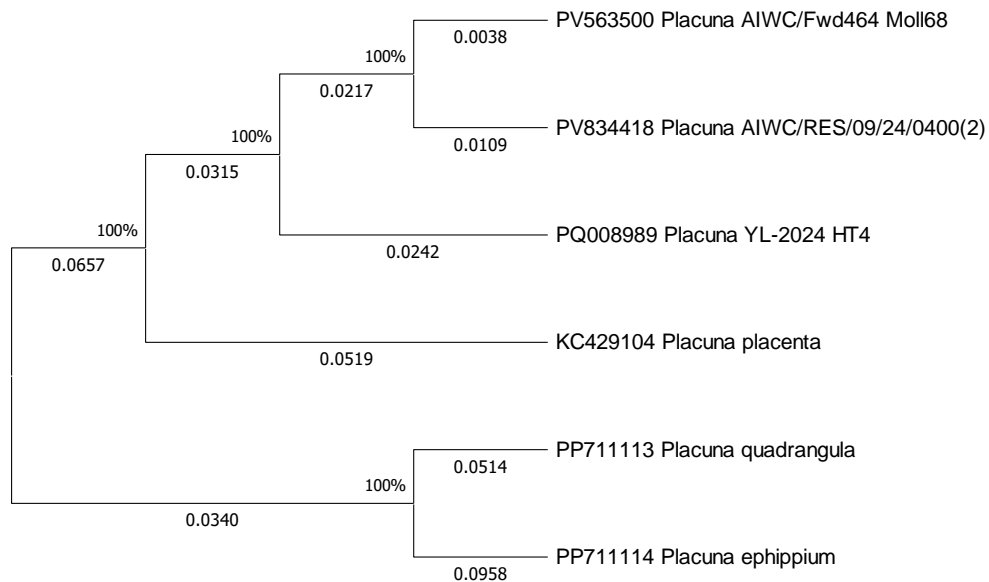 PV563500 Placuna AIWC/Fwd464 Moll68
0.0038
100%
0.0217
PV834418 Placuna AIWC/RES/09/24/0400(2)
0.0109
100%
0.0315
PQ008989 Placuna YL-2024 HT4
0.0242
100%
0.0657
KC429104 Placuna placenta
0.0519
PP711113 Placuna quadrangula
0.0514
100%
0.0340
PP711114 Placuna ephippium
0.0958